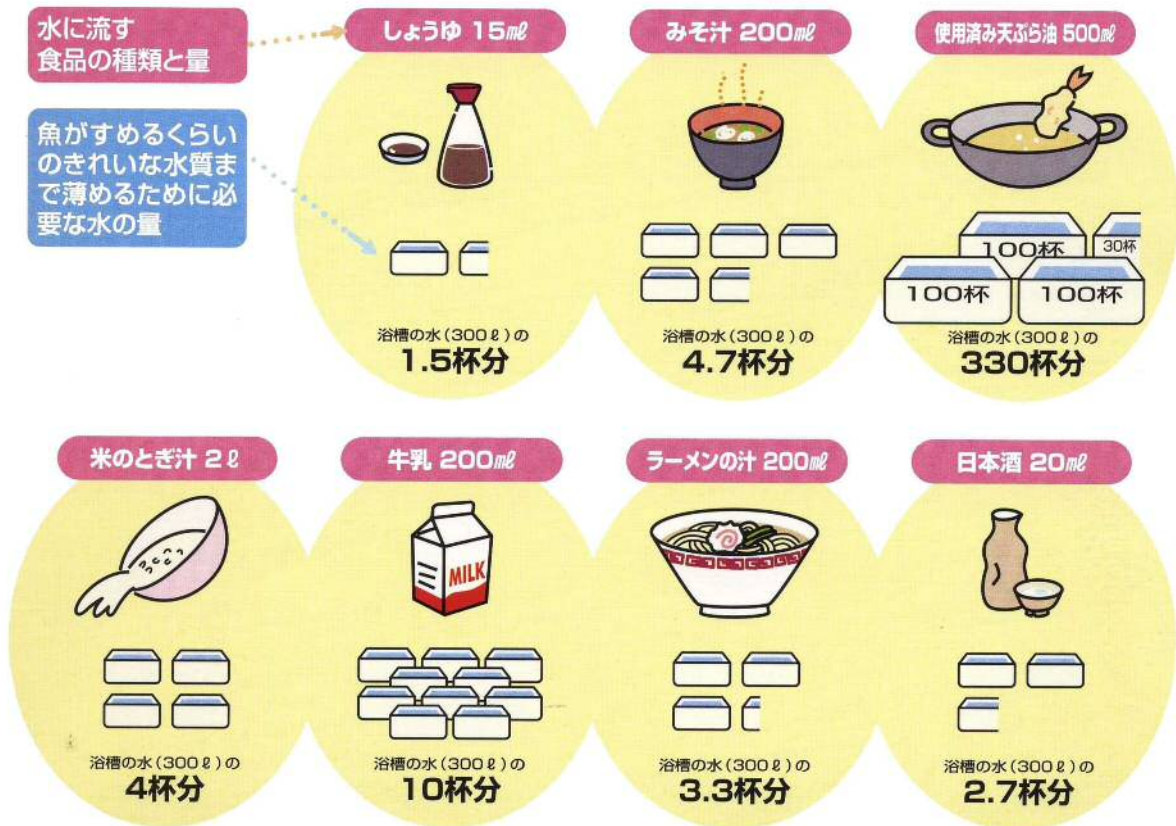 水に流す
食品の種類と量
魚がすめるくらい
のきれいな水質ま
で薄めるために必
要な水の量
しょうゆ 15㎖
浴槽の水（300ℓ）の
1.5杯分
みそ汁 200㎖
浴槽の水（300ℓ）の
4.7杯分
使用済み天ぷら油 500㎖
100杯
30杯
100杯
100杯
浴槽の水（300ℓ）の
330杯分
米のとぎ汁 2ℓ
浴槽の水（300ℓ）の
4杯分
牛乳 200㎖
MILK
浴槽の水（300ℓ）の
10杯分
ラーメンの汁 200㎖
浴槽の水（300ℓ）の
3.3杯分
日本酒 20㎖
浴槽の水（300ℓ）の
2.7杯分